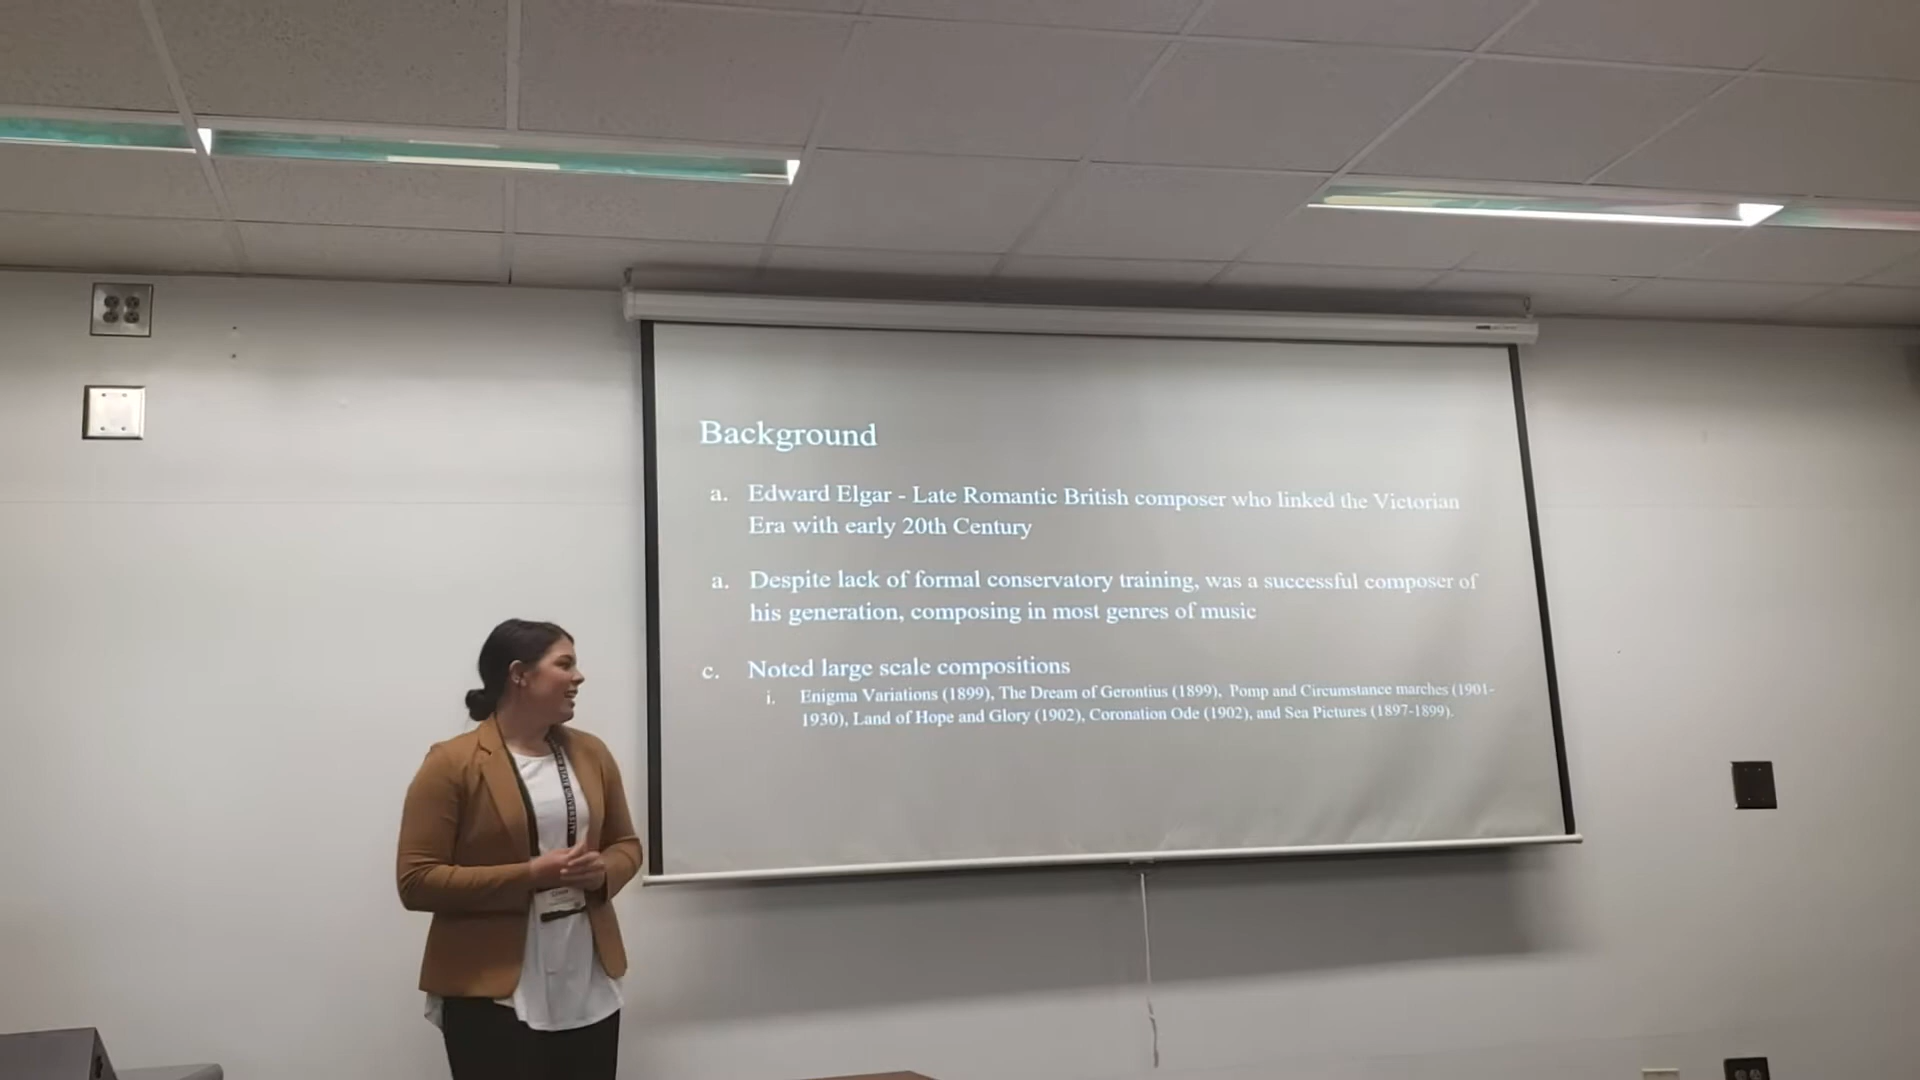 Background
a. Edward Elgar - Late Romantic British composer who linked the Victorian
Era with early 20th Century
a. Despite lack of formal conservatory training, was a successful composer of
his generation, composing in most genres of music
c. Noted large scale compositions
i. Enigma Variations (1899), The Dream of Gerontius (1899), Pomp and Circumstance marches (1901-
1930), Land of Hope and Glory (1902), Coronation Ode (1902), and Sea Pictures (1897-1899).
STATE UNIVERSITY